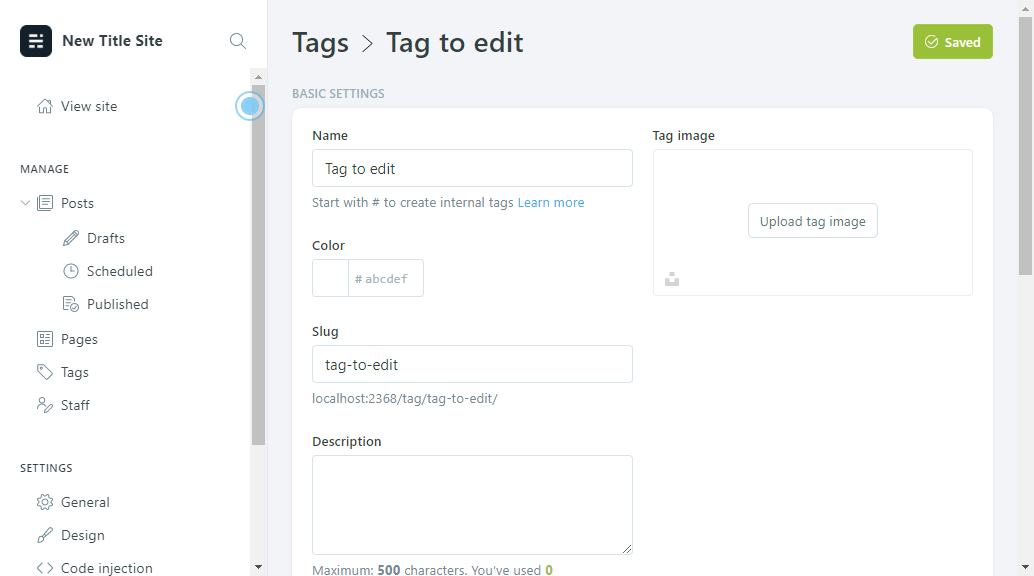 New Title Site
View site
MANAGE
Posts
Drafts
Scheduled
Published
Pages
Tags
Staff
SETTINGS
General
Design
Code injection
Tags > Tag to edit
Saved
BASIC SETTINGS
Name
Tag to edit
Start with # to create internal tags Learn more
Color
# abcdef
Slug
tag-to-edit
localhost:2368/tag/tag-to-edit/
Description
Maximum: 500 characters. You've used 0
Tag image
Upload tag image